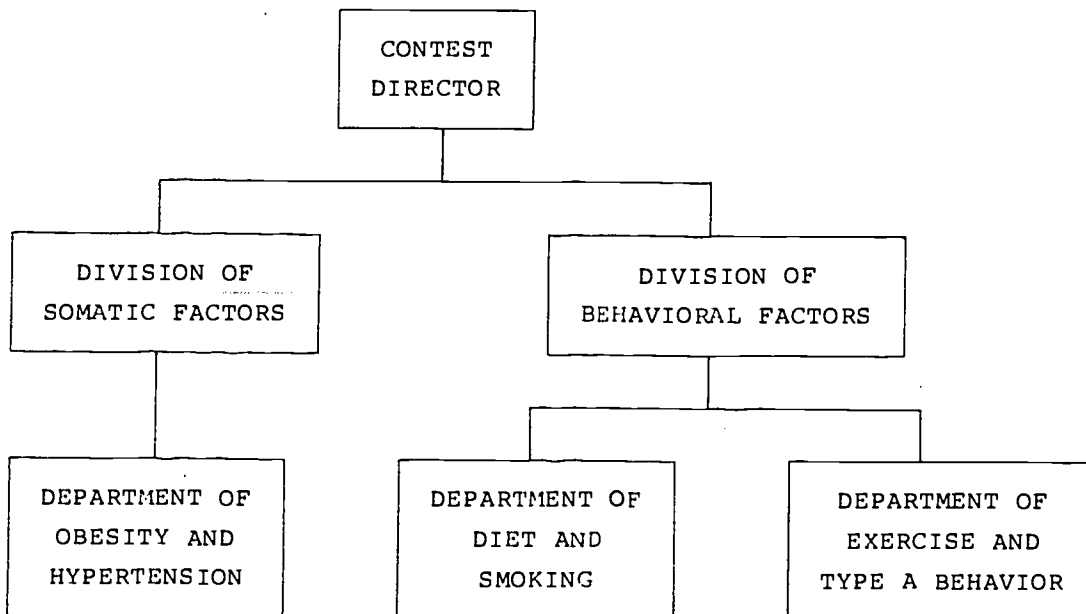 CONTEST
DIRECTOR
DIVISION OF
SOMATIC FACTORS
DIVISION OF
BEHAVIORAL FACTORS
DEPARTMENT OF
OBESITY AND
HYPERTENSION
DEPARTMENT OF
DIET AND
SMOKING
DEPARTMENT OF
EXERCISE AND
TYPE A BEHAVIOR